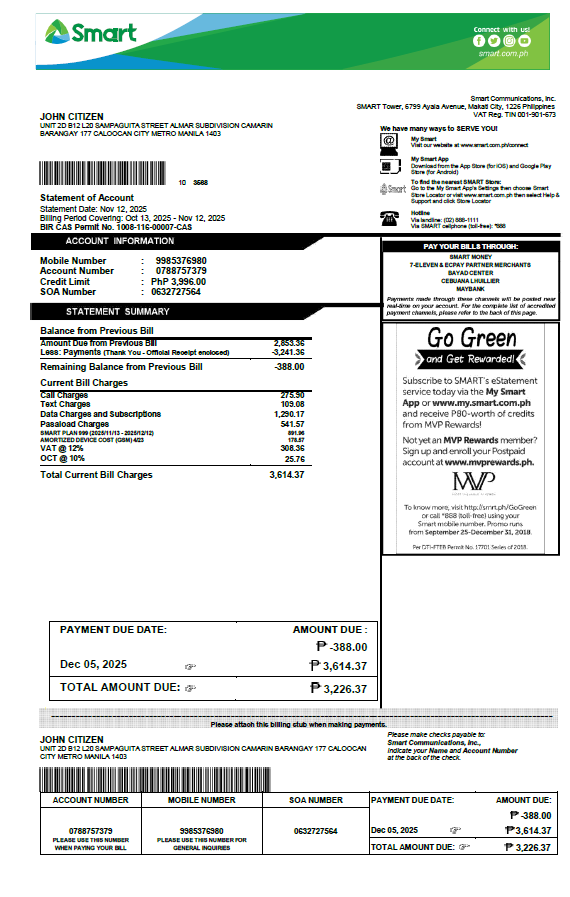 Smart
Connect with us!
smart.com.ph
Smart Communications, Inc.
SMART Tower, 6799 Ayala Avenue, Makati City, 1226 Philippines
VAT Reg. TIN 001-901-673
JOHN CITIZEN
UNIT 2D B12 L20 SAMPAGUITA STREET ALMAR SUBDIVISION CAMARIN
BARANGAY 177 CALOOCAN CITY METRO MANILA 1403
10 3588
Statement of Account
Statement Date: Nov 12, 2025
Billing Period Covering: Oct 13, 2025 - Nov 12, 2025
BIR CAS Permit No. 1008-116-00007-CAS
We have many ways to SERVE YOU!
My Smart
Visit our website at www.smart.com.ph/connect
My Smart App
Download from the App Store (for iOS) and Google Play
Store (for Android)
Smart
To find the nearest SMART Store:
Go to the My Smart App's Settings then choose Smart
Store Locator or visit www.smart.com.ph then select Help &
Support and click Store Locator
Hotline
Via landline: (02) 888-1111
Via SMART cellphone (toll-free): *888
ACCOUNT INFORMATION
Mobile Number : 9985376980
Account Number : 0788757379
Credit Limit : PhP 3,996.00
SOA Number : 0632727564
STATEMENT SUMMARY
Balance from Previous Bill
Amount Due from Previous Bill 2,853.36
Less: Payments (Thank You - Official Receipt enclosed) -3,241.36
Remaining Balance from Previous Bill -388.00
Current Bill Charges
Call Charges 275.90
Text Charges 109.08
Data Charges and Subscriptions 1,290.17
Pasaload Charges 541.57
SMART PLAN 999 (2025/11/13 - 2025/12/12) 891.96
AMORTIZED DEVICE COST (GSM) 4/23 178.57
VAT @ 12% 308.36
OCT @ 10% 25.76
Total Current Bill Charges 3,614.37
PAY YOUR BILLS THROUGH:
SMART MONEY
7-ELEVEN & ECPAY PARTNER MERCHANTS
BAYAD CENTER
CEBUANA LHUILLIER
MAYBANK
Payments made through these channels will be posted near
real-time on your account. For the complete list of accredited
payment channels, please refer to the back of this page.
Go Green
and Get Rewarded!
Subscribe to SMART's eStatement
service today via the My Smart
App or www.my.smart.com.ph
and receive P80-worth of credits
from MVP Rewards!
Not yet an MVP Rewards member?
Sign up and enroll your Postpaid
account at www.mvprewards.ph.
MVP
To know more, visit http://smrt.ph/GoGreen
or call *888 (toll-free) using your
Smart mobile number. Promo runs
from September 25-December 31, 2018.
Per DTI-FTEB Permit No. 17701 Series of 2018.
PAYMENT DUE DATE: AMOUNT DUE :
₱ -388.00
Dec 05, 2025 ₱ 3,614.37
TOTAL AMOUNT DUE: ₱ 3,226.37
Please attach this billing stub when making payments.
JOHN CITIZEN
UNIT 2D B12 L20 SAMPAGUITA STREET ALMAR SUBDIVISION CAMARIN BARANGAY 177 CALOOCAN
CITY METRO MANILA 1403
Please make checks payable to:
Smart Communications, Inc.,
indicate your Name and Account Number
at the back of the check.
ACCOUNT NUMBER MOBILE NUMBER SOA NUMBER PAYMENT DUE DATE: AMOUNT DUE:
₱ -388.00
0788757379 9985376980 0632727564 Dec 05, 2025 ₱3,614.37
PLEASE USE THIS NUMBER
WHEN PAYING YOUR BILL
PLEASE USE THIS NUMBER FOR
GENERAL INQUIRIES
TOTAL AMOUNT DUE: ₱ 3,226.37